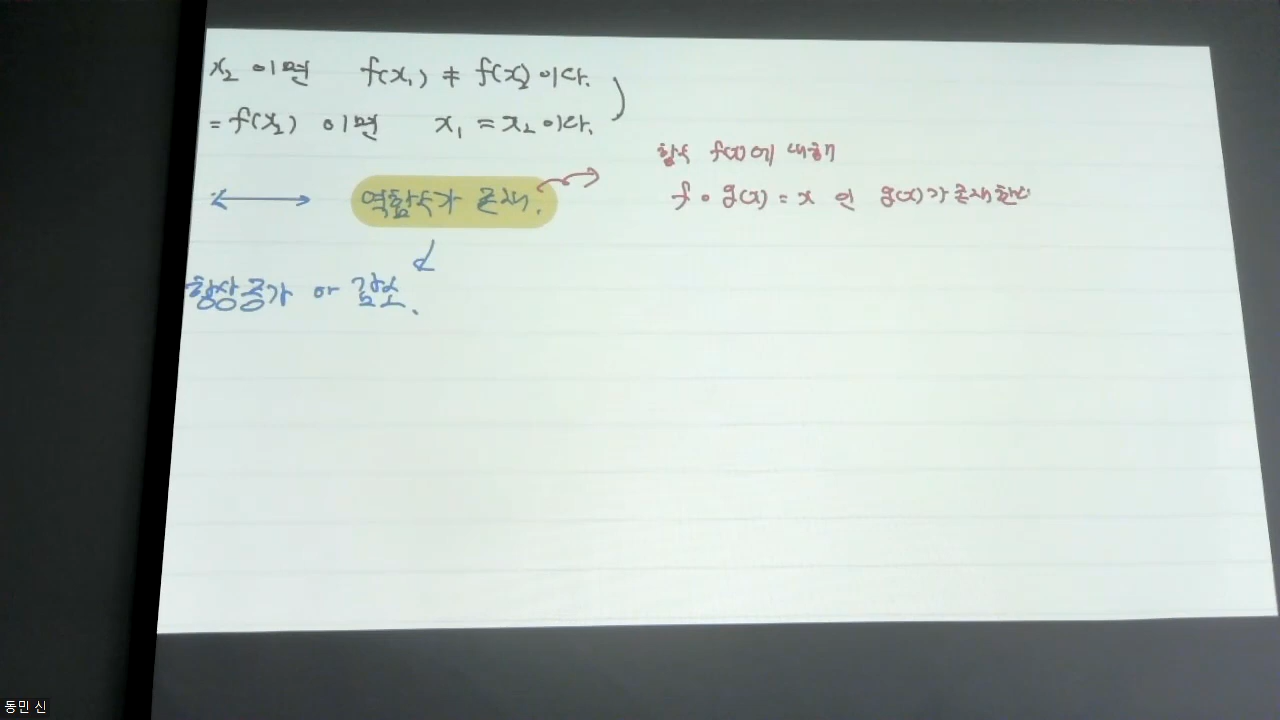 x₂ 이면 f(x₁) ≠ f(x₂) 이다.
= f(x₂) 이면 x₁ = x₂ 이다.
함수 f(x)에 대해
역함수가 존재.
f ∘ g(x) = x 인 g(x)가 존재한다
항상 증가 or 감소.
동민 신